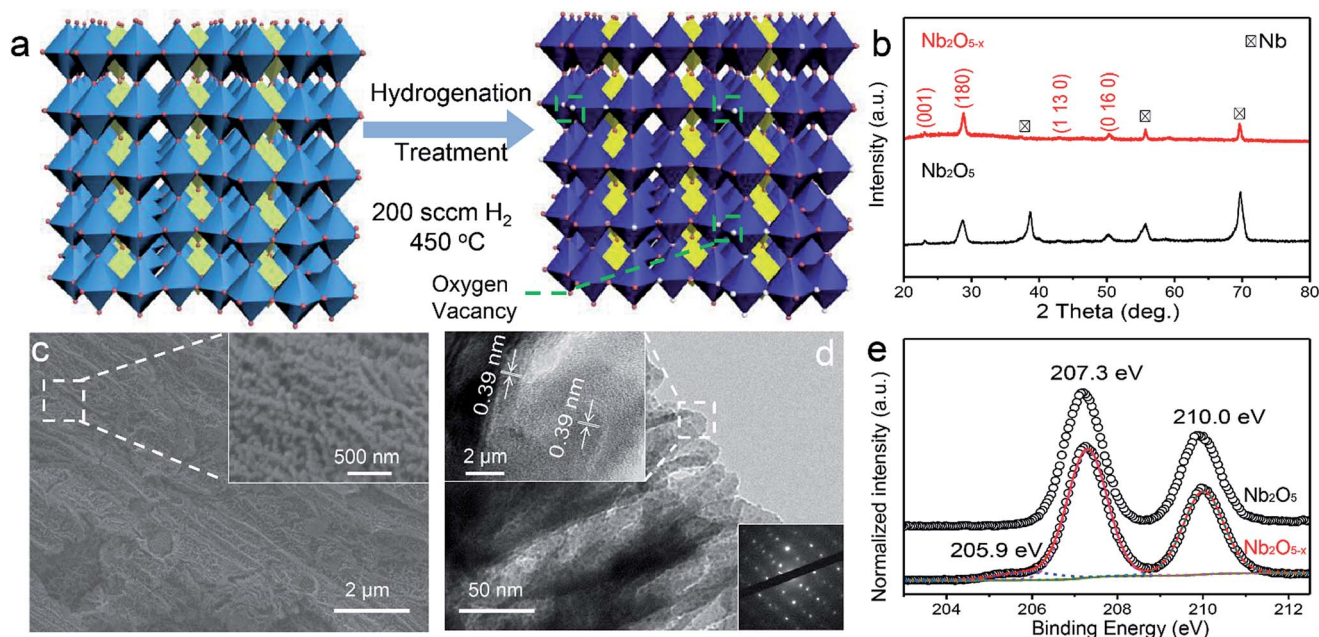 a
Hydrogenation
Treatment
200 sccm H₂
450 ºC
Oxygen
Vacancy
b
Nb₂O₅₋ₓ
☒Nb
(001)
(180)
(1 13 0)
(0 16 0)
Nb₂O₅
Intensity (a.u.)
20 30 40 50 60 70 80
2 Theta (deg.)
c
500 nm
2 µm
d
0.39 nm
0.39 nm
2 µm
50 nm
e
207.3 eV
210.0 eV
Nb₂O₅
205.9 eV
Nb₂O₅₋ₓ
Normalized intensity (a.u.)
204 206 208 210 212
Binding Energy (eV)